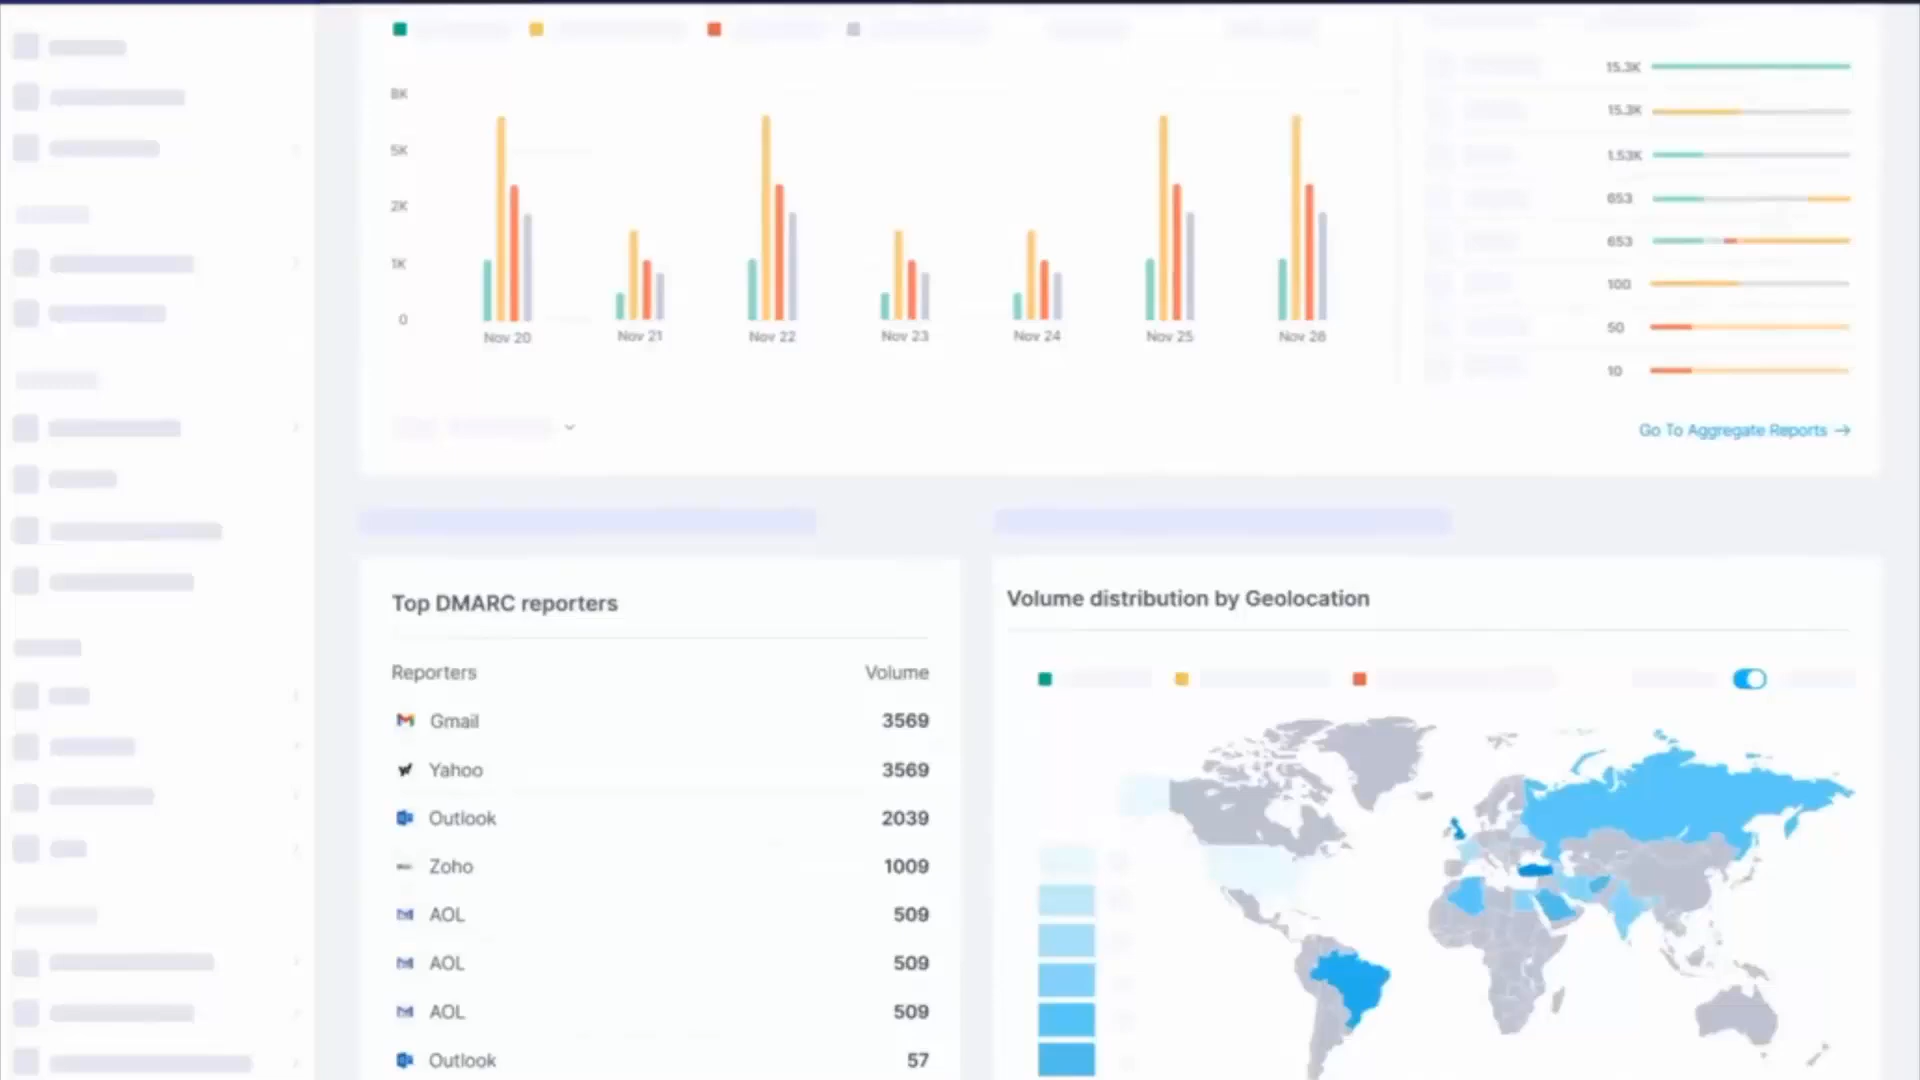 8K
5K
2K
1K
0
Nov 20
Nov 21
Nov 22
Nov 23
Nov 24
Nov 25
Nov 26
15.3K
15.3K
1.53K
653
653
100
50
10
Go To Aggregate Reports →
Top DMARC reporters
Reporters Volume
Gmail 3569
Yahoo 3569
Outlook 2039
Zoho 1009
AOL 509
AOL 509
AOL 509
Outlook 57
Volume distribution by Geolocation